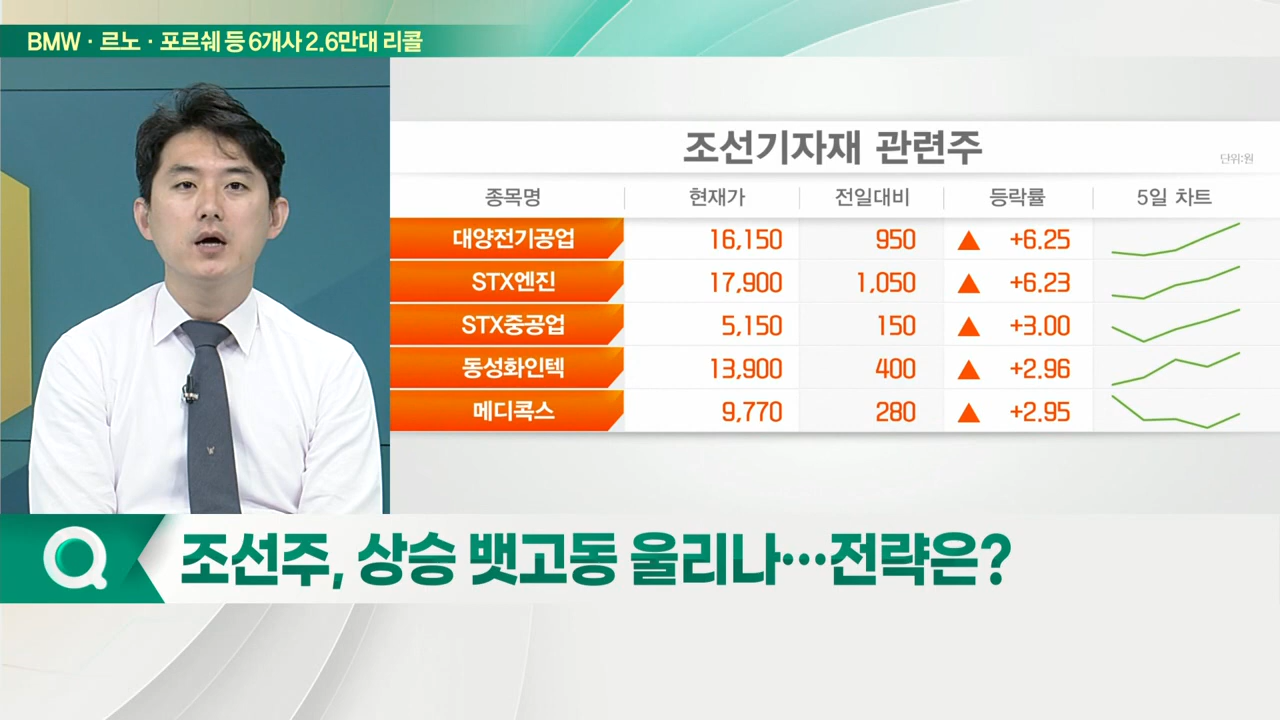 BMW · 르노 · 포르쉐 등 6개사 2.6만대 리콜
조선기자재 관련주
단위:원
종목명 현재가 전일대비 등락률 5일 차트
대양전기공업 16,150 950 ▲ +6.25
STX엔진 17,900 1,050 ▲ +6.23
STX중공업 5,150 150 ▲ +3.00
동성화인텍 13,900 400 ▲ +2.96
메디콕스 9,770 280 ▲ +2.95
Q 조선주, 상승 뱃고동 울리나…전략은?